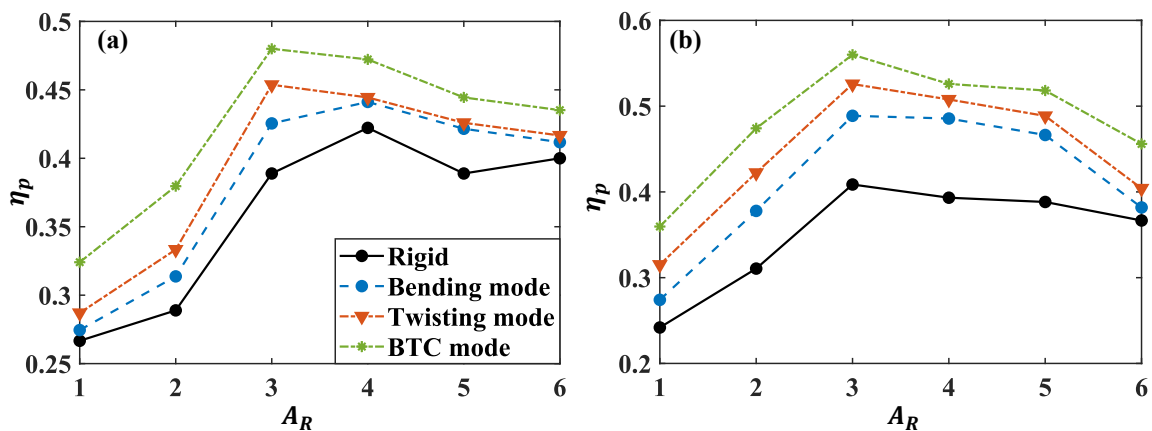 (a)
0.5
0.45
0.4
0.35
0.3
0.25
η_p
1 2 3 4 5 6
A_R
Rigid
Bending mode
Twisting mode
BTC mode
(b)
0.6
0.5
0.4
0.3
0.2
η_p
1 2 3 4 5 6
A_R